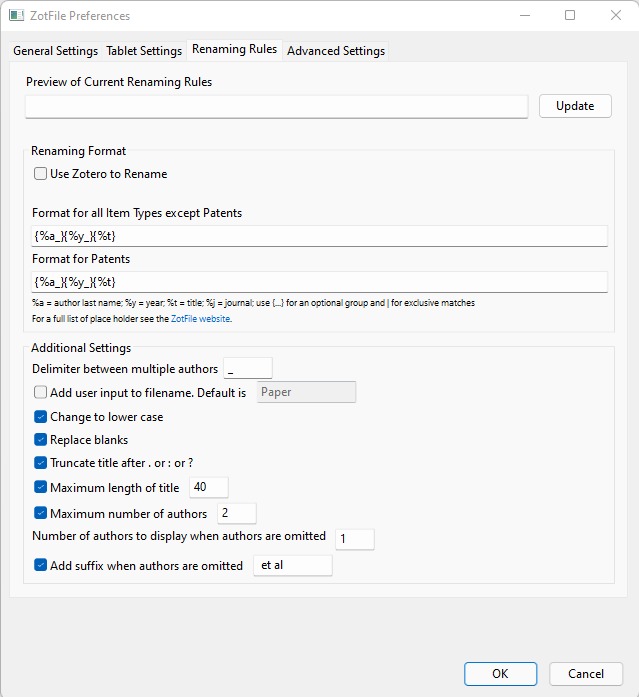 ZotFile Preferences
General Settings Tablet Settings Renaming Rules Advanced Settings
Preview of Current Renaming Rules
Update
Renaming Format
Use Zotero to Rename
Format for all Item Types except Patents
{%a_}{%y_}{%t}
Format for Patents
{%a_}{%y_}{%t}
%a = author last name; %y = year; %t = title; %j = journal; use {...} for an optional group and | for exclusive matches
For a full list of place holder see the ZotFile website.
Additional Settings
Delimiter between multiple authors _
Add user input to filename. Default is Paper
Change to lower case
Replace blanks
Truncate title after . or : or ?
Maximum length of title 40
Maximum number of authors 2
Number of authors to display when authors are omitted 1
Add suffix when authors are omitted et al
OK Cancel